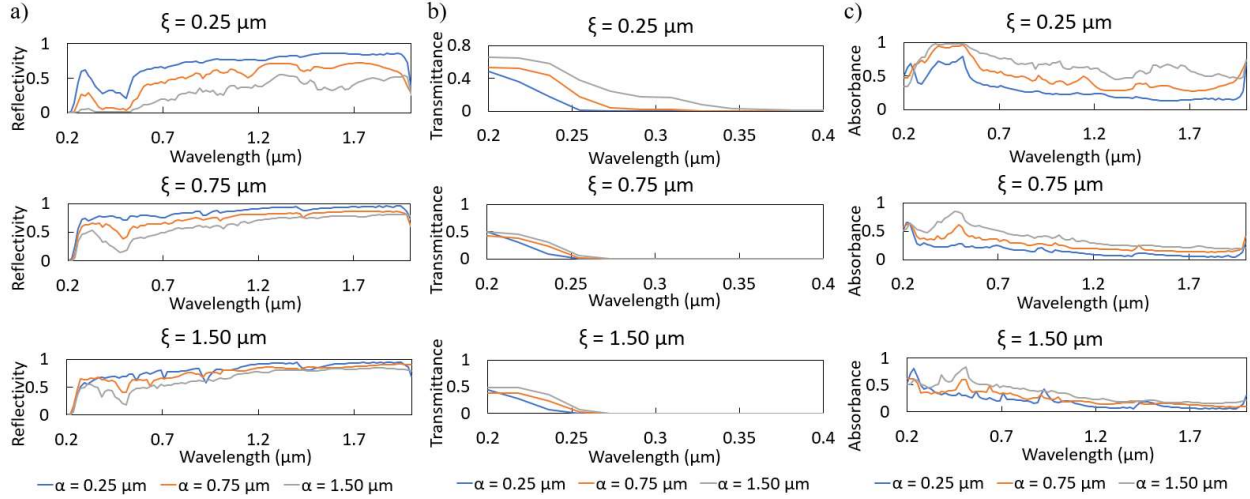 a)
ξ = 0.25 µm
Reflectivity
1
0.5
0
0.2 0.7 1.2 1.7
Wavelength (µm)
ξ = 0.75 µm
Reflectivity
1
0.5
0
0.2 0.7 1.2 1.7
Wavelength (µm)
ξ = 1.50 µm
Reflectivity
1
0.5
0
0.2 0.7 1.2 1.7
Wavelength (µm)
α = 0.25 µm α = 0.75 µm α = 1.50 µm
b)
ξ = 0.25 µm
Transmittance
0.8
0.4
0
0.2 0.25 0.3 0.35 0.4
Wavelength (µm)
ξ = 0.75 µm
Transmittance
1
0.5
0
0.2 0.25 0.3 0.35 0.4
Wavelength (µm)
ξ = 1.50 µm
Transmittance
1
0.5
0
0.2 0.25 0.3 0.35 0.4
Wavelength (µm)
α = 0.25 µm α = 0.75 µm α = 1.50 µm
c)
ξ = 0.25 µm
Absorbance
1
0.5
0
0.2 0.7 1.2 1.7
Wavelength (µm)
ξ = 0.75 µm
Absorbance
1
0.5
0
0.2 0.7 1.2 1.7
Wavelength (µm)
ξ = 1.50 µm
Absorbance
1
0.5
0
0.2 0.7 1.2 1.7
Wavelength (µm)
α = 0.25 µm α = 0.75 µm α = 1.50 µm